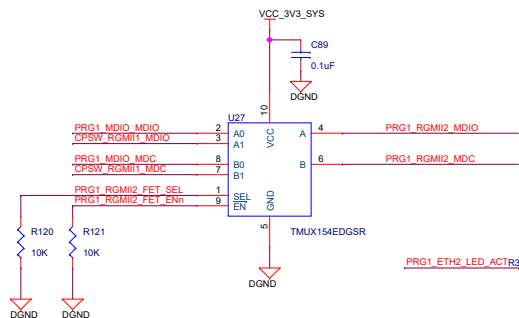 VCC_3V3_SYS
C89
0.1uF
DGND
U27
10
VCC
PRG1_MDIO_MDIO 2 A0 A 4 PRG1_RGMII2_MDIO
CPSW_RGMII1_MDIO 3 A1
PRG1_MDIO_MDC 8 B0 B 6 PRG1_RGMII2_MDC
CPSW_RGMII1_MDC 7 B1
PRG1_RGMII2_FET_SEL 1 SEL
PRG1_RGMII2_FET_ENn 9 EN
GND
5
TMUX154EDGSR
R120
10K
R121
10K
PRG1_ETH2_LED_ACT R3
DGND
DGND
DGND